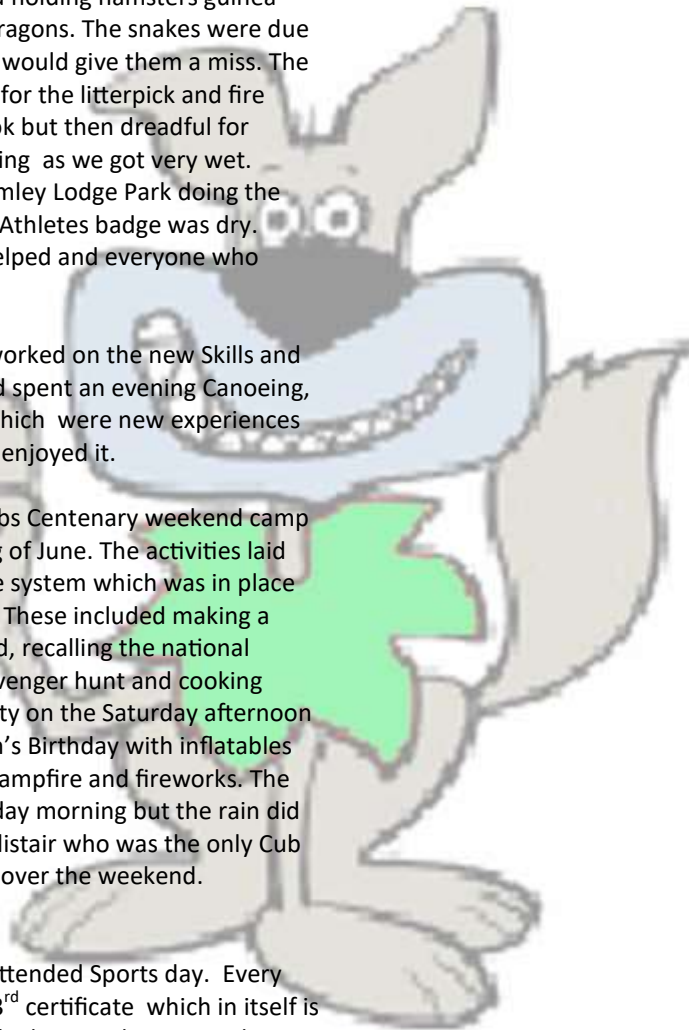 holding hamsters guinea
ragons. The snakes were due
would give them a miss. The
for the litterpick and fire
ok but then dreadful for
ing as we got very wet.
mley Lodge Park doing the
Athletes badge was dry.
elped and everyone who
worked on the new Skills and
d spent an evening Canoeing,
which were new experiences
enjoyed it.
bs Centenary weekend camp
g of June. The activities laid
e system which was in place
These included making a
d, recalling the national
venger hunt and cooking
ty on the Saturday afternoon
n's Birthday with inflatables
ampfire and fireworks. The
day morning but the rain did
listair who was the only Cub
over the weekend.
ttended Sports day. Every
3rd certificate which in itself is